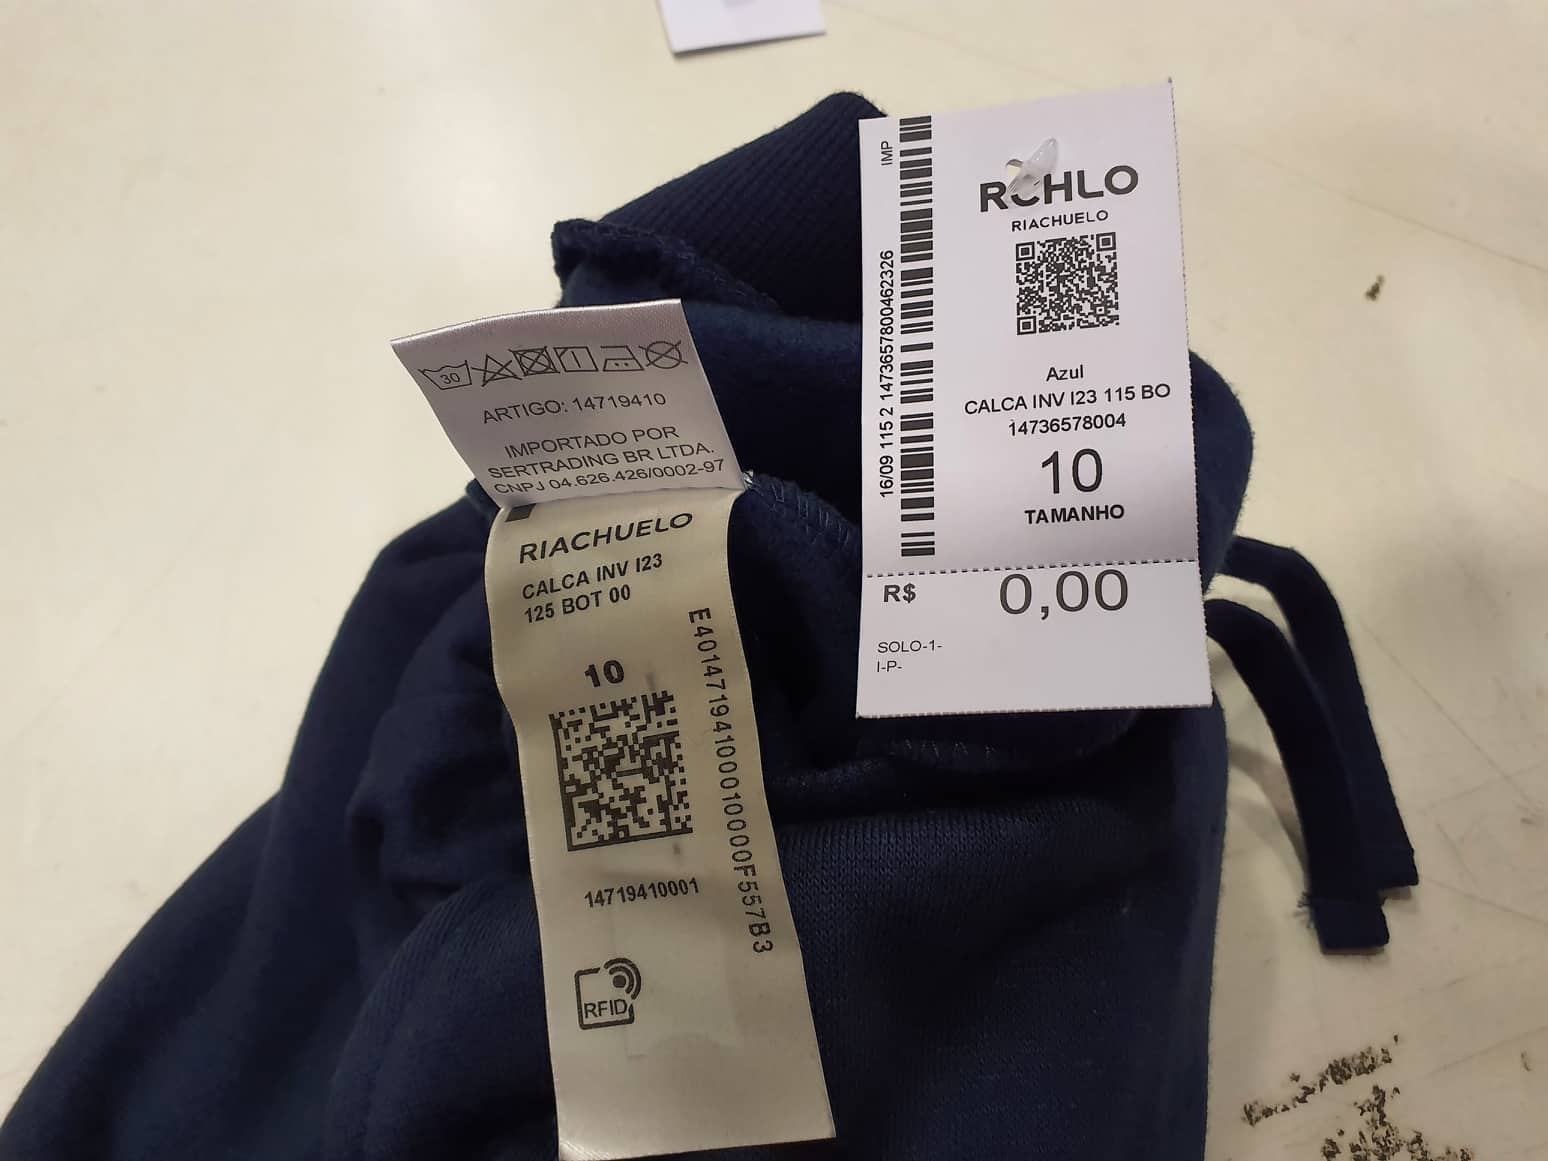 RCHLO
RIACHUELO
Azul
CALCA INV I23 115 BO
14736578004
10
TAMANHO
R$ 0,00
SOLO-1-
I-P-
IMP
16/09 115 2 1473657800462326
30
ARTIGO: 14719410
IMPORTADO POR
SERTRADING BR LTDA.
CNPJ 04.626.426/0002-97
RIACHUELO
CALCA INV I23
125 BOT 00
10
E40147194100010000F557B3
14719410001
RFID